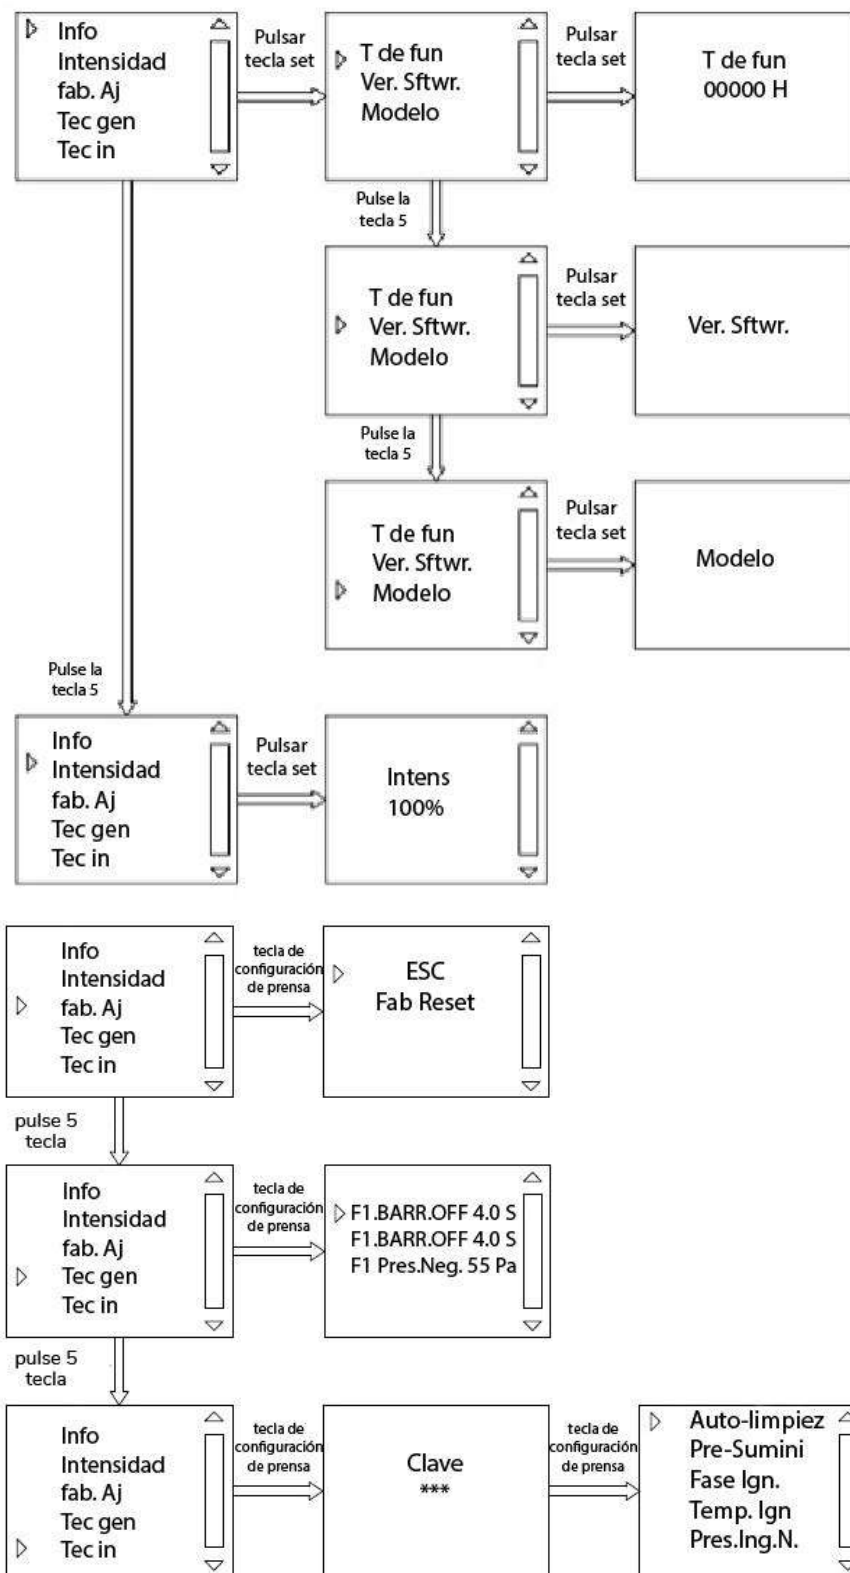 Info
Intensidad
fab. Aj
Tec gen
Tec in
Pulsar
tecla set
T de fun
Ver. Sftwr.
Modelo
Pulsar
tecla set
T de fun
00000 H
Pulse la
tecla 5
T de fun
Ver. Sftwr.
Modelo
Pulsar
tecla set
Ver. Sftwr.
Pulse la
tecla 5
T de fun
Ver. Sftwr.
Modelo
Pulsar
tecla set
Modelo
Pulse la
tecla 5
Info
Intensidad
fab. Aj
Tec gen
Tec in
Pulsar
tecla set
Intens
100%
Info
Intensidad
fab. Aj
Tec gen
Tec in
tecla de
configuración
de prensa
ESC
Fab Reset
pulse 5
tecla
Info
Intensidad
fab. Aj
Tec gen
Tec in
tecla de
configuración
de prensa
F1.BARR.OFF 4.0 S
F1.BARR.OFF 4.0 S
F1 Pres.Neg. 55 Pa
pulse 5
tecla
Info
Intensidad
fab. Aj
Tec gen
Tec in
tecla de
configuración
de prensa
Clave
***
tecla de
configuración
de prensa
Auto-limpiez
Pre-Sumini
Fase Ign.
Temp. Ign
Pres.Ing.N.